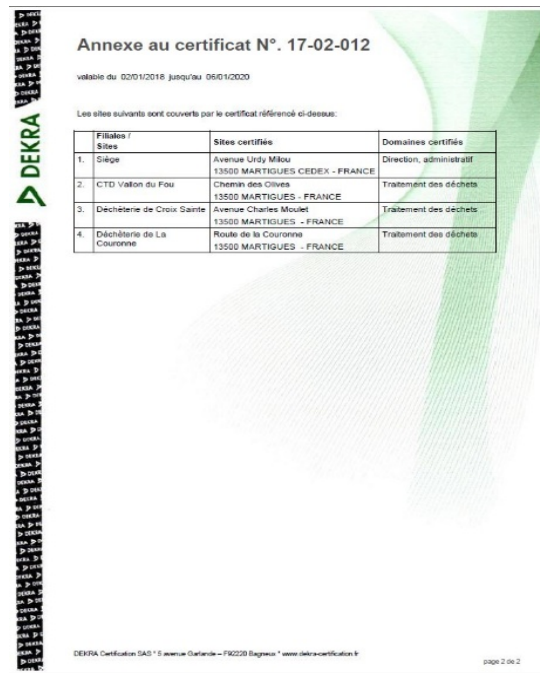 DEKRA
Annexe au certificat N°. 17-02-012
valable du 02/01/2018 jusqu'au 06/01/2020
Les sites suivants sont couverts par le certificat référencé ci-dessus:
Filiales /
Sites
Sites certifiés
Domaines certifiés
1. Siège
Avenue Urdy Milou
13500 MARTIGUES CEDEX - FRANCE
Direction, administratif
2. CTD Vallon du Fou
Chemin des Olives
13500 MARTIGUES - FRANCE
Traitement des déchets
3. Déchèterie de Croix Sainte
Avenue Charles Moulet
13500 MARTIGUES - FRANCE
Traitement des déchets
4. Déchèterie de La
Couronne
Route de la Couronne
13500 MARTIGUES - FRANCE
Traitement des déchets
DEKRA Certification SAS * 5 avenue Garlande – F92220 Bagneux * www.dekra-certification.fr
page 2 de 2